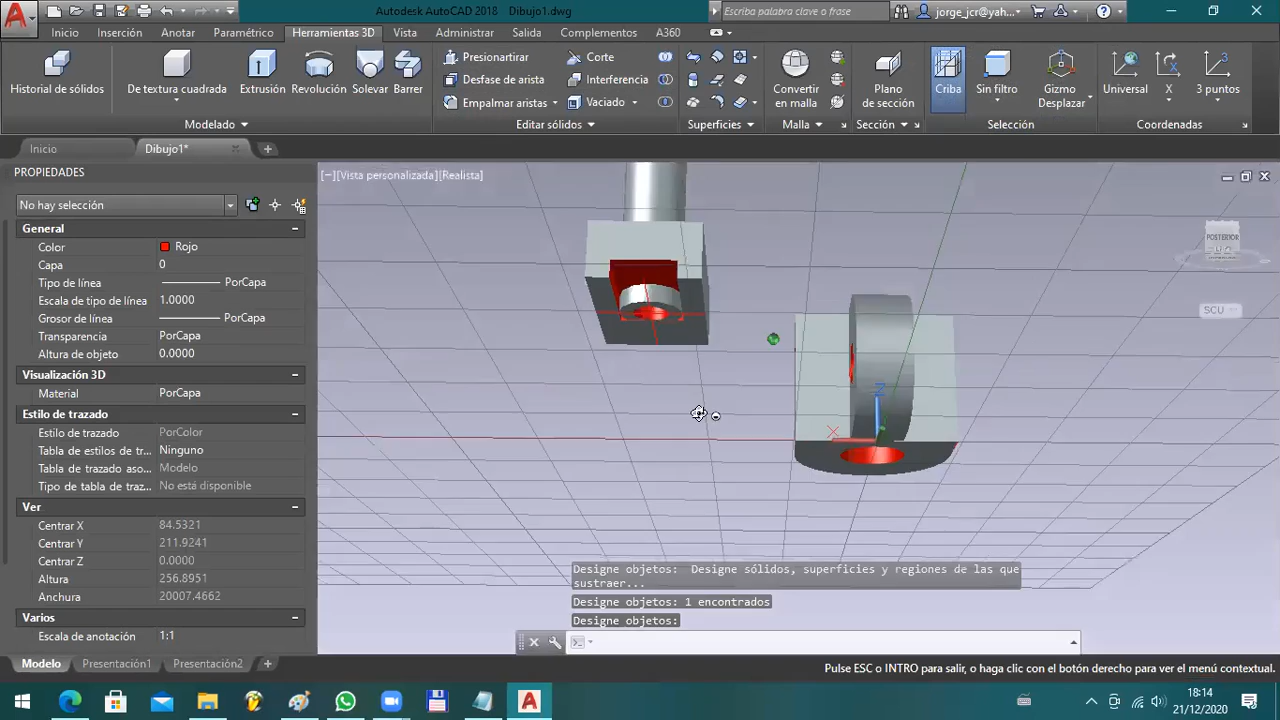 Autodesk AutoCAD 2018 Dibujo1.dwg
Escriba palabra clave o frase
jorge_jcr@yah...
Inicio Inserción Anotar Paramétrico Herramientas 3D Vista Administrar Salida Complementos A360
Historial de sólidos
De textura cuadrada
Extrusión
Revolución
Solevar
Barrer
Presionartirar
Desfase de arista
Empalmar aristas
Corte
Interferencia
Vaciado
Convertir
en malla
Plano
de sección
Criba
Sin filtro
Gizmo
Desplazar
Universal
X
3 puntos
Modelado
Editar sólidos
Superficies
Malla
Sección
Selección
Coordenadas
Inicio
Dibujo1*
PROPIEDADES
No hay selección
General
Color Rojo
Capa 0
Tipo de línea PorCapa
Escala de tipo de línea 1.0000
Grosor de línea PorCapa
Transparencia PorCapa
Altura de objeto 0.0000
Visualización 3D
Material PorCapa
Estilo de trazado
Estilo de trazado PorColor
Tabla de estilos de tr... Ninguno
Tabla de trazado aso... Modelo
Tipo de tabla de traz... No está disponible
Ver
Centrar X 84.5321
Centrar Y 211.9241
Centrar Z 0.0000
Altura 256.8951
Anchura 20007.4662
Varios
Escala de anotación 1:1
[−][Vista personalizada][Realista]
POSTERIOR
SCU
X
Z
Designe objetos: Designe sólidos, superficies y regiones de las que
sustraer...
Designe objetos: 1 encontrados
Designe objetos:
Modelo Presentación1 Presentación2
Pulse ESC o INTRO para salir, o haga clic con el botón derecho para ver el menú contextual.
18:14
21/12/2020